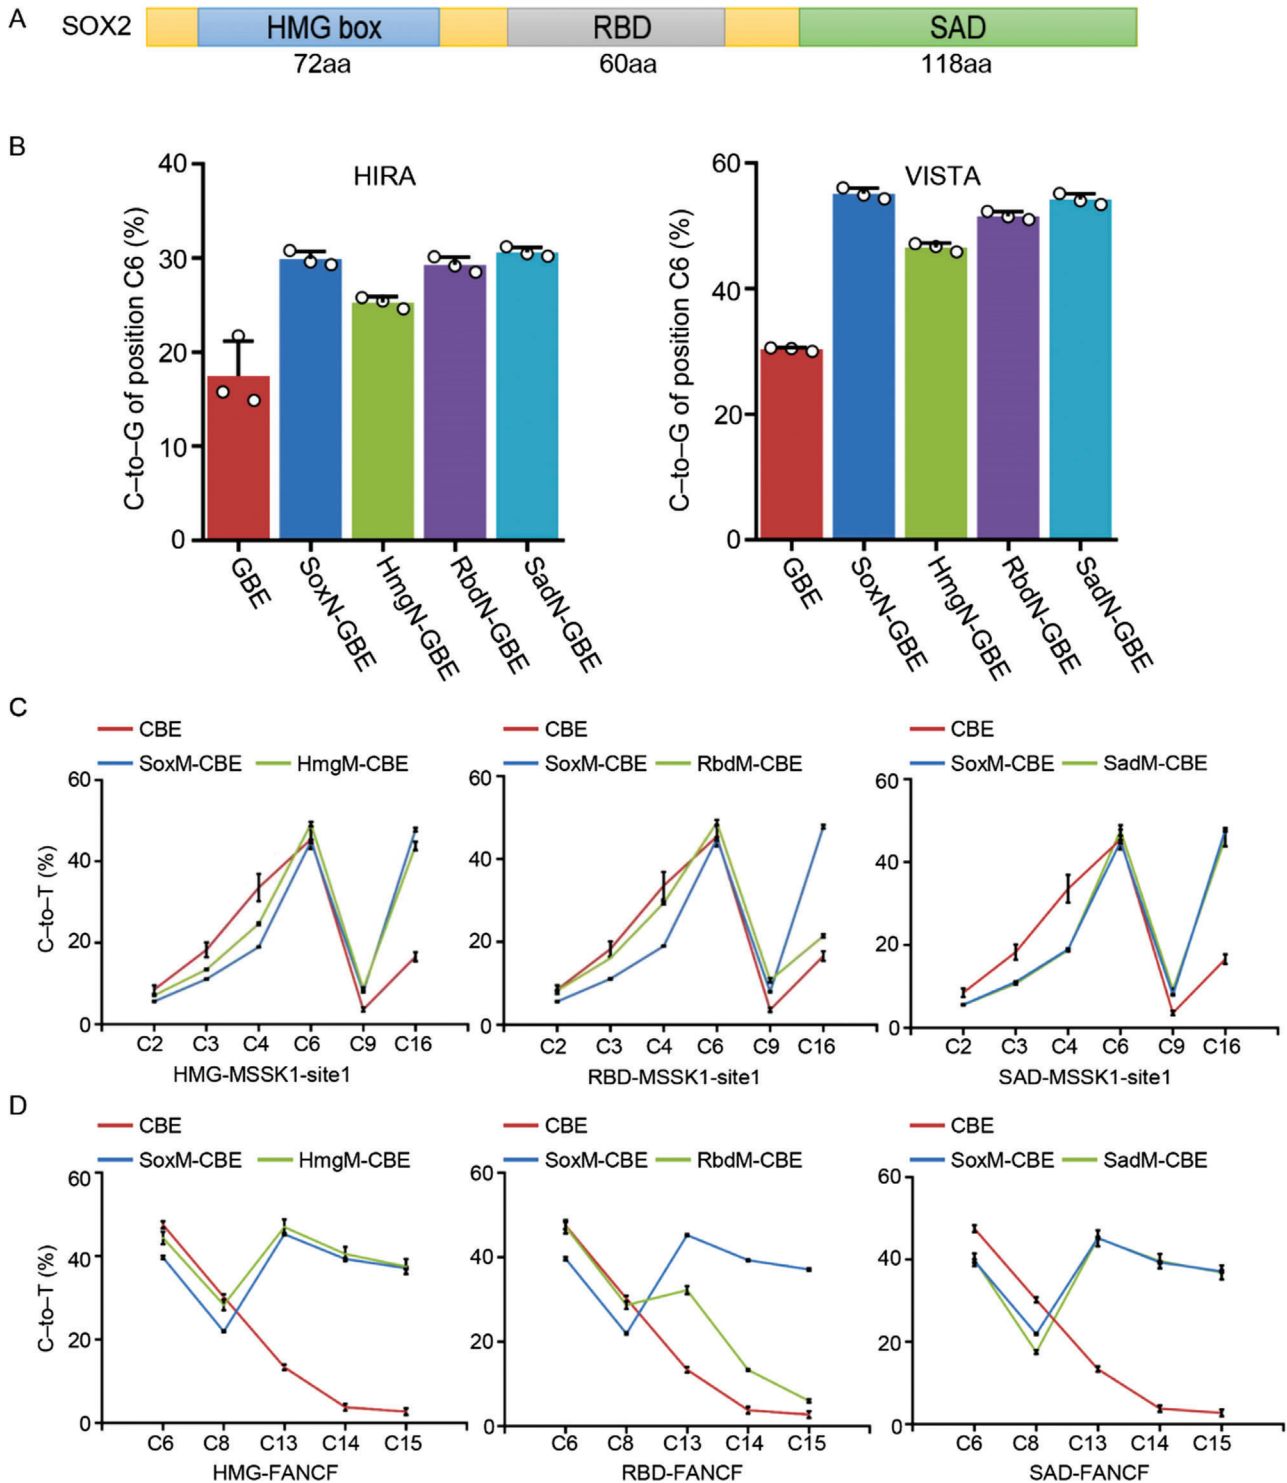 A
SOX2
HMG box
RBD
SAD
72aa
60aa
118aa
B
HIRA
C–to–G of position C6 (%)
40
30
20
10
0
GBE
SoxN-GBE
HmgN-GBE
RbdN-GBE
SadN-GBE
VISTA
C–to–G of position C6 (%)
60
40
20
0
GBE
SoxN-GBE
HmgN-GBE
RbdN-GBE
SadN-GBE
C
CBE
SoxM-CBE
HmgM-CBE
C–to–T (%)
60
40
20
0
C2 C3 C4 C6 C9 C16
HMG-MSSK1-site1
CBE
SoxM-CBE
RbdM-CBE
60
40
20
0
C2 C3 C4 C6 C9 C16
RBD-MSSK1-site1
CBE
SoxM-CBE
SadM-CBE
60
40
20
0
C2 C3 C4 C6 C9 C16
SAD-MSSK1-site1
D
CBE
SoxM-CBE
HmgM-CBE
C–to–T (%)
60
40
20
0
C6 C8 C13 C14 C15
HMG-FANCF
CBE
SoxM-CBE
RbdM-CBE
60
40
20
0
C6 C8 C13 C14 C15
RBD-FANCF
CBE
SoxM-CBE
SadM-CBE
60
40
20
0
C6 C8 C13 C14 C15
SAD-FANCF